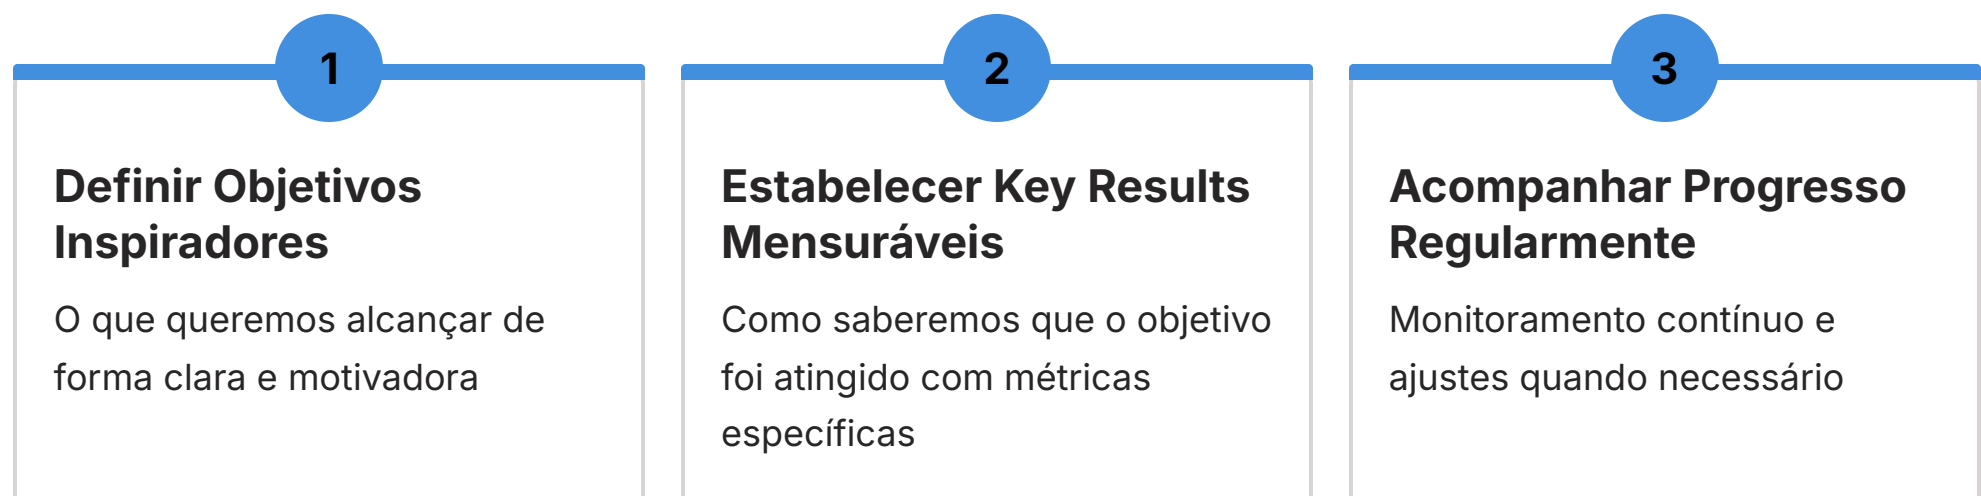 1
Definir Objetivos
Inspiradores
O que queremos alcançar de
forma clara e motivadora
2
Estabelecer Key Results
Mensuráveis
Como saberemos que o objetivo
foi atingido com métricas
específicas
3
Acompanhar Progresso
Regularmente
Monitoramento contínuo e
ajustes quando necessário